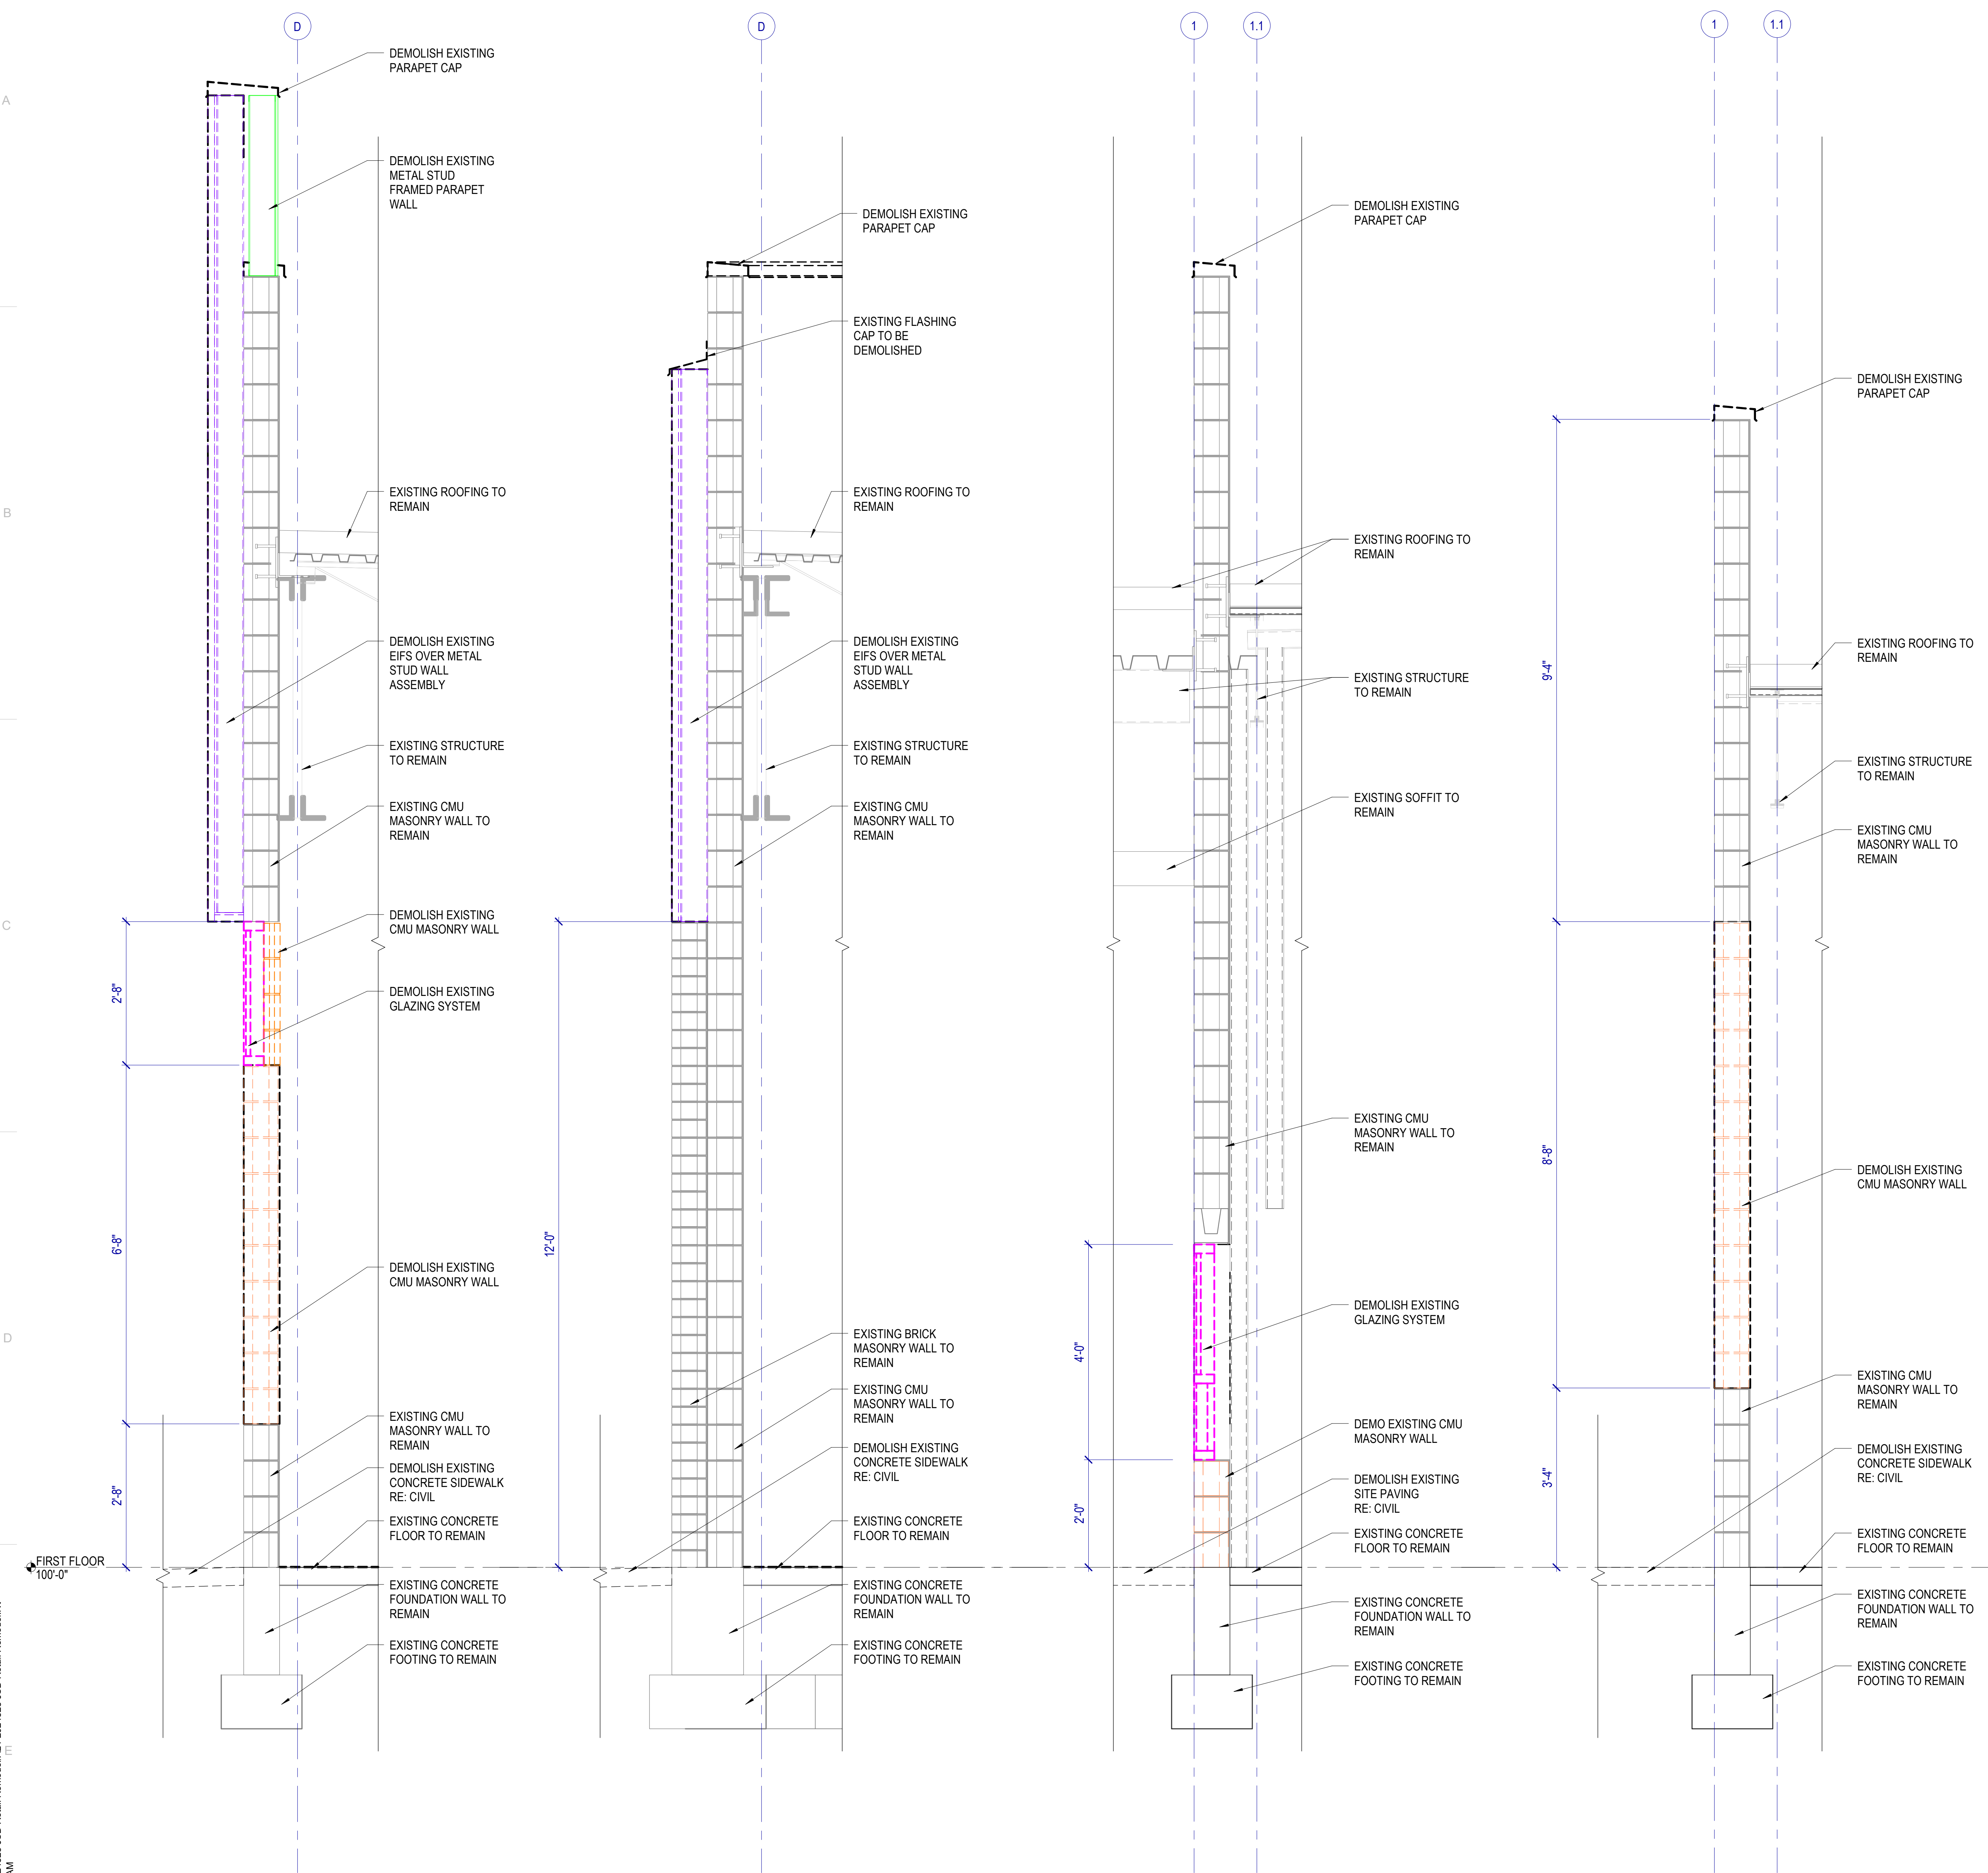 D
D
1
1.1
1
1.1
A
B
C
D
E
DEMOLISH EXISTING
PARAPET CAP
DEMOLISH EXISTING
METAL STUD
FRAMED PARAPET
WALL
EXISTING ROOFING TO
REMAIN
DEMOLISH EXISTING
EIFS OVER METAL
STUD WALL
ASSEMBLY
EXISTING STRUCTURE
TO REMAIN
EXISTING CMU
MASONRY WALL TO
REMAIN
DEMOLISH EXISTING
CMU MASONRY WALL
DEMOLISH EXISTING
GLAZING SYSTEM
DEMOLISH EXISTING
CMU MASONRY WALL
EXISTING CMU
MASONRY WALL TO
REMAIN
DEMOLISH EXISTING
CONCRETE SIDEWALK
RE: CIVIL
EXISTING CONCRETE
FLOOR TO REMAIN
EXISTING CONCRETE
FOUNDATION WALL TO
REMAIN
EXISTING CONCRETE
FOOTING TO REMAIN
2'-8"
6'-8"
2'-8"
FIRST FLOOR
100'-0"
DEMOLISH EXISTING
PARAPET CAP
EXISTING FLASHING
CAP TO BE
DEMOLISHED
EXISTING ROOFING TO
REMAIN
DEMOLISH EXISTING
EIFS OVER METAL
STUD WALL
ASSEMBLY
EXISTING STRUCTURE
TO REMAIN
EXISTING CMU
MASONRY WALL TO
REMAIN
EXISTING BRICK
MASONRY WALL TO
REMAIN
EXISTING CMU
MASONRY WALL TO
REMAIN
DEMOLISH EXISTING
CONCRETE SIDEWALK
RE: CIVIL
EXISTING CONCRETE
FLOOR TO REMAIN
EXISTING CONCRETE
FOUNDATION WALL TO
REMAIN
EXISTING CONCRETE
FOOTING TO REMAIN
12'-0"
DEMOLISH EXISTING
PARAPET CAP
EXISTING ROOFING TO
REMAIN
EXISTING STRUCTURE
TO REMAIN
EXISTING SOFFIT TO
REMAIN
EXISTING CMU
MASONRY WALL TO
REMAIN
DEMOLISH EXISTING
GLAZING SYSTEM
DEMO EXISTING CMU
MASONRY WALL
DEMOLISH EXISTING
SITE PAVING
RE: CIVIL
EXISTING CONCRETE
FLOOR TO REMAIN
EXISTING CONCRETE
FOUNDATION WALL TO
REMAIN
EXISTING CONCRETE
FOOTING TO REMAIN
4'-0"
2'-0"
DEMOLISH EXISTING
PARAPET CAP
EXISTING ROOFING TO
REMAIN
EXISTING STRUCTURE
TO REMAIN
EXISTING CMU
MASONRY WALL TO
REMAIN
DEMOLISH EXISTING
CMU MASONRY WALL
EXISTING CMU
MASONRY WALL TO
REMAIN
DEMOLISH EXISTING
CONCRETE SIDEWALK
RE: CIVIL
EXISTING CONCRETE
FLOOR TO REMAIN
EXISTING CONCRETE
FOUNDATION WALL TO
REMAIN
EXISTING CONCRETE
FOOTING TO REMAIN
9'-4"
8'-8"
3'-4"
AM